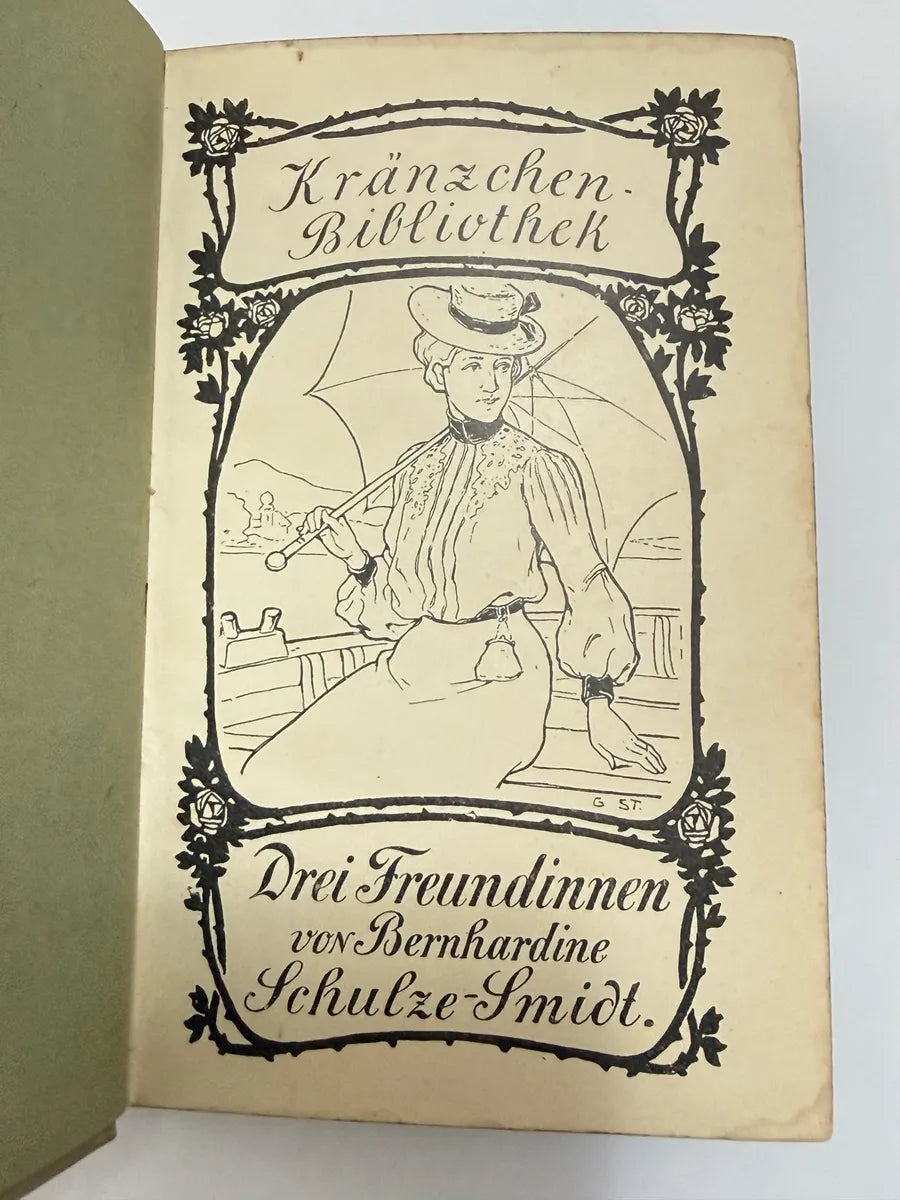 Kränzchen-
Bibliothek
G ST.
Drei Freundinnen
von Bernhardine
Schulze-Smidt.